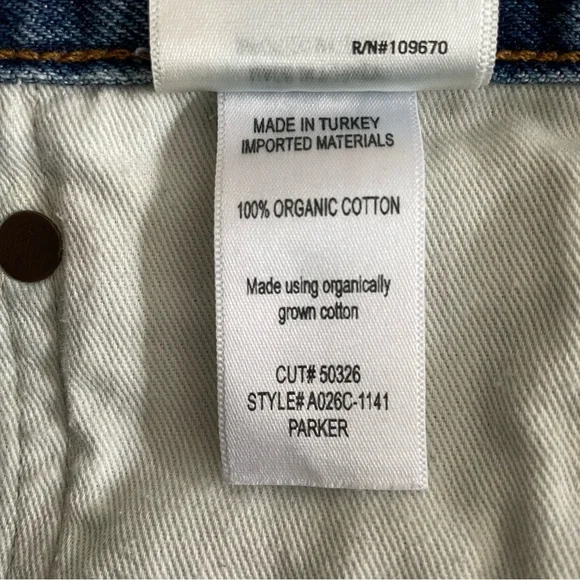 R/N#109670
MADE IN TURKEY
IMPORTED MATERIALS
100% ORGANIC COTTON
Made using organically
grown cotton
CUT# 50326
STYLE# A026C-1141
PARKER